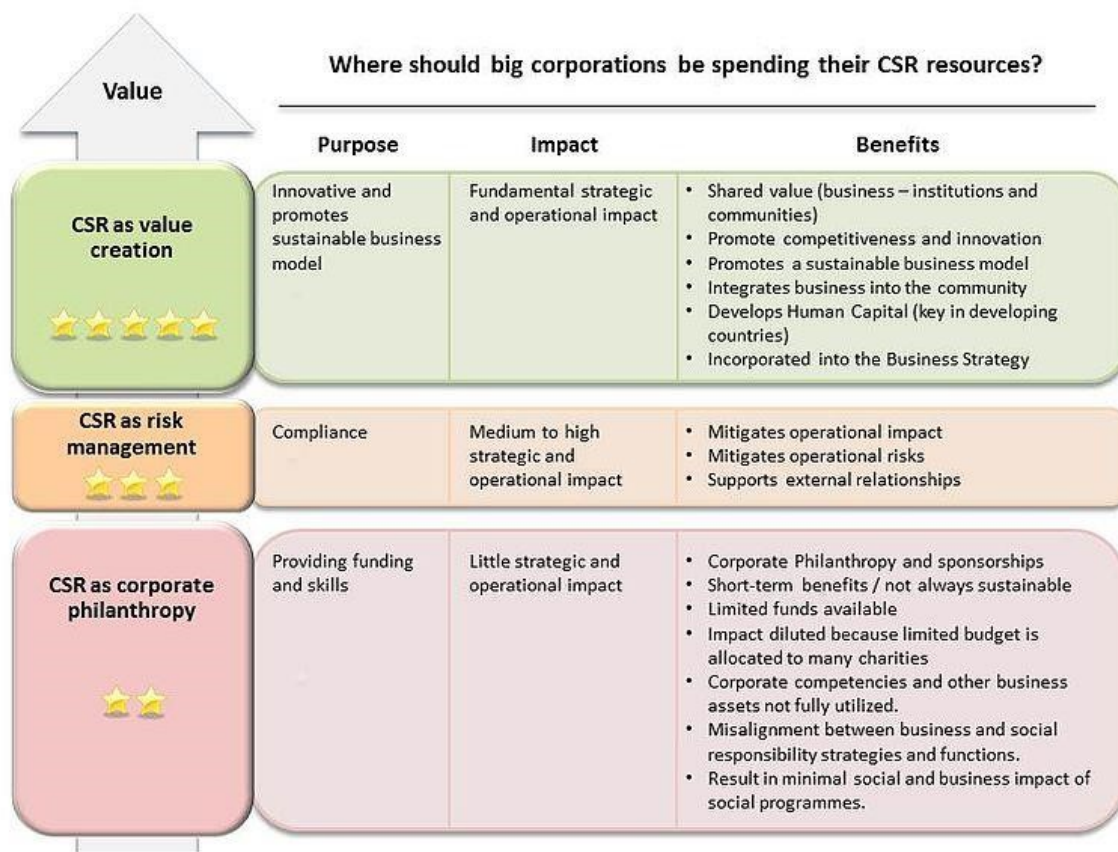 Value
Where should big corporations be spending their CSR resources?
Purpose
Impact
Benefits
CSR as value
creation
Innovative and
promotes
sustainable business
model
Fundamental strategic
and operational impact
• Shared value (business – institutions and
communities)
• Promote competitiveness and innovation
• Promotes a sustainable business model
• Integrates business into the community
• Develops Human Capital (key in developing
countries)
• Incorporated into the Business Strategy
CSR as risk
management
Compliance
Medium to high
strategic and
operational impact
• Mitigates operational impact
• Mitigates operational risks
• Supports external relationships
CSR as corporate
philanthropy
Providing funding
and skills
Little strategic and
operational impact
• Corporate Philanthropy and sponsorships
• Short-term benefits / not always sustainable
• Limited funds available
• Impact diluted because limited budget is
allocated to many charities
• Corporate competencies and other business
assets not fully utilized.
• Misalignment between business and social
responsibility strategies and functions.
• Result in minimal social and business impact of
social programmes.